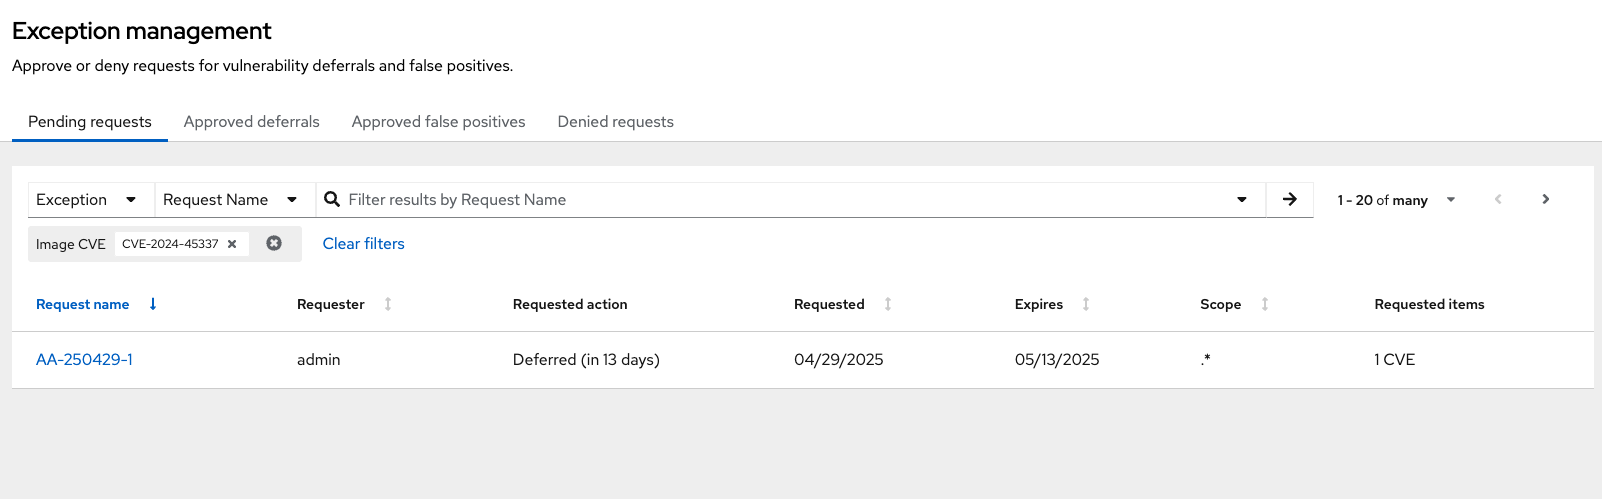 Exception management
Approve or deny requests for vulnerability deferrals and false positives.
Pending requests Approved deferrals Approved false positives Denied requests
Exception Request Name Filter results by Request Name 1 - 20 of many
Image CVE CVE-2024-45337 Clear filters
Request name Requester Requested action Requested Expires Scope Requested items
AA-250429-1 admin Deferred (in 13 days) 04/29/2025 05/13/2025 .* 1 CVE